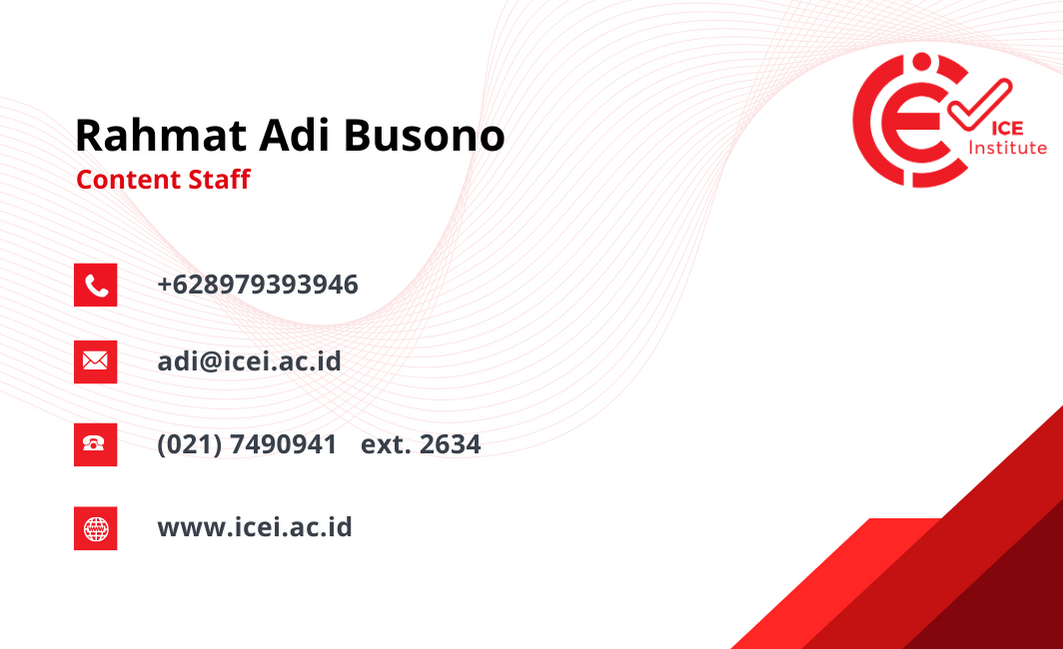 Rahmat Adi Busono
Content Staff
ICE
Institute
+628979393946
adi@icei.ac.id
(021) 7490941 ext. 2634
www.icei.ac.id